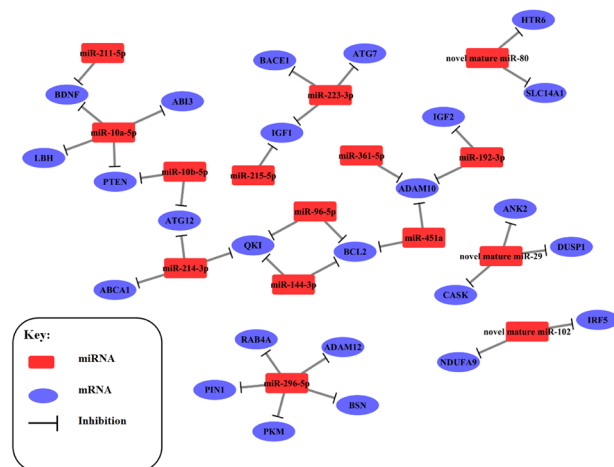 HTR6
miR-211-5p
BACE1
ATG7
novel mature miR-80
BDNF
ABI3
miR-223-3p
SLC14A1
miR-10a-5p
IGF1
IGF2
LBH
miR-361-5p
miR-192-3p
PTEN
miR-10b-5p
miR-215-5p
ADAM10
ATG12
miR-96-5p
ANK2
miR-451a
QKI
BCL2
DUSP1
novel mature miR-29
miR-214-3p
ABCA1
miR-144-3p
CASK
IRF5
novel mature miR-102
Key:
RAB4A
ADAM12
miRNA
NDUFA9
mRNA
PIN1
miR-296-5p
BSN
Inhibition
PKM